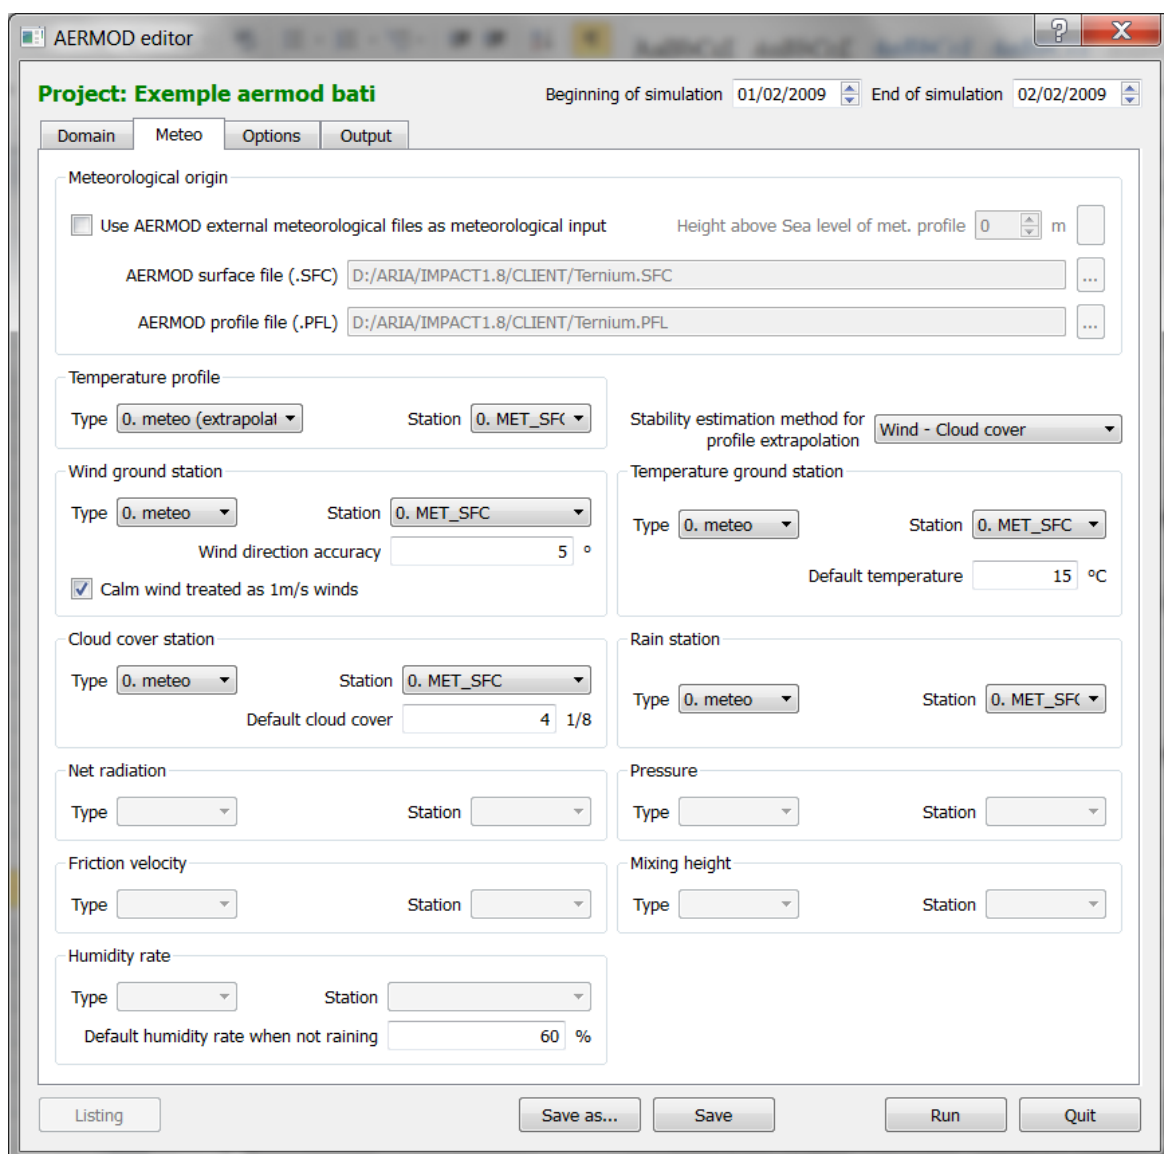 AERMOD editor
?
X
Project: Exemple aermod bati
Beginning of simulation 01/02/2009 End of simulation 02/02/2009
Domain Meteo Options Output
Meteorological origin
Use AERMOD external meteorological files as meteorological input Height above Sea level of met. profile 0 m
AERMOD surface file (.SFC) D:/ARIA/IMPACT1.8/CLIENT/Ternium.SFC ...
AERMOD profile file (.PFL) D:/ARIA/IMPACT1.8/CLIENT/Ternium.PFL ...
Temperature profile
Type 0. meteo (extrapolat Station 0. MET_SF(
Stability estimation method for
profile extrapolation
Wind - Cloud cover
Wind ground station
Type 0. meteo Station 0. MET_SFC
Wind direction accuracy 5 °
Calm wind treated as 1m/s winds
Temperature ground station
Type 0. meteo Station 0. MET_SFC
Default temperature 15 °C
Cloud cover station
Type 0. meteo Station 0. MET_SFC
Default cloud cover 4 1/8
Rain station
Type 0. meteo Station 0. MET_SF(
Net radiation
Type Station
Pressure
Type Station
Friction velocity
Type Station
Mixing height
Type Station
Humidity rate
Type Station
Default humidity rate when not raining 60 %
Listing Save as... Save Run Quit